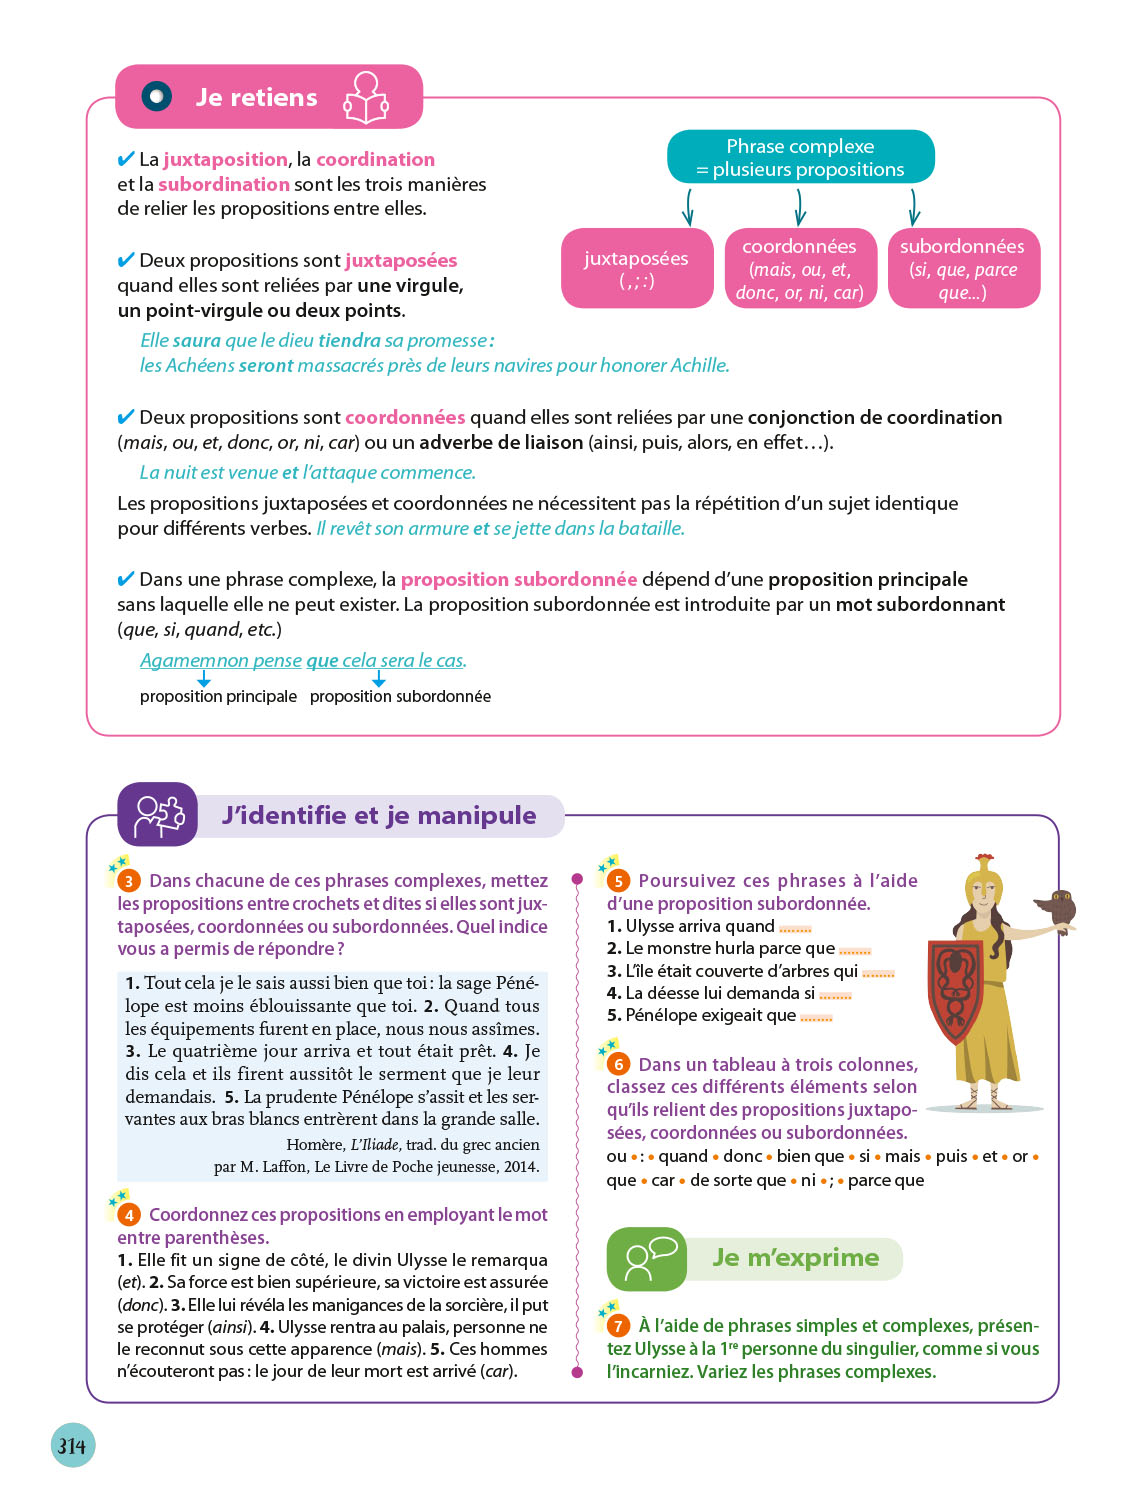 Je retiens
✔ La juxtaposition, la coordination
et la subordination sont les trois manières
de relier les propositions entre elles.
Phrase complexe
= plusieurs propositions
juxtaposées
( , ; : )
coordonnées
(mais, ou, et,
donc, or, ni, car)
subordonnées
(si, que, parce
que...)
✔ Deux propositions sont juxtaposées
quand elles sont reliées par une virgule,
un point-virgule ou deux points.
Elle saura que le dieu tiendra sa promesse :
les Achéens seront massacrés près de leurs navires pour honorer Achille.
✔ Deux propositions sont coordonnées quand elles sont reliées par une conjonction de coordination
(mais, ou, et, donc, or, ni, car) ou un adverbe de liaison (ainsi, puis, alors, en effet…).
La nuit est venue et l’attaque commence.
Les propositions juxtaposées et coordonnées ne nécessitent pas la répétition d’un sujet identique
pour différents verbes. Il revêt son armure et se jette dans la bataille.
✔ Dans une phrase complexe, la proposition subordonnée dépend d’une proposition principale
sans laquelle elle ne peut exister. La proposition subordonnée est introduite par un mot subordonnant
(que, si, quand, etc.)
Agamemnon pense que cela sera le cas.
proposition principale proposition subordonnée
J’identifie et je manipule
3 Dans chacune de ces phrases complexes, mettez
les propositions entre crochets et dites si elles sont jux-
taposées, coordonnées ou subordonnées. Quel indice
vous a permis de répondre ?
1. Tout cela je le sais aussi bien que toi : la sage Péné-
lope est moins éblouissante que toi. 2. Quand tous
les équipements furent en place, nous nous assîmes.
3. Le quatrième jour arriva et tout était prêt. 4. Je
dis cela et ils firent aussitôt le serment que je leur
demandais. 5. La prudente Pénélope s’assit et les ser-
vantes aux bras blancs entrèrent dans la grande salle.
Homère, L’Iliade, trad. du grec ancien
par M. Laffon, Le Livre de Poche jeunesse, 2014.
4 Coordonnez ces propositions en employant le mot
entre parenthèses.
1. Elle fit un signe de côté, le divin Ulysse le remarqua
(et). 2. Sa force est bien supérieure, sa victoire est assurée
(donc). 3. Elle lui révéla les manigances de la sorcière, il put
se protéger (ainsi). 4. Ulysse rentra au palais, personne ne
le reconnut sous cette apparence (mais). 5. Ces hommes
n’écouteront pas : le jour de leur mort est arrivé (car).
5 Poursuivez ces phrases à l’aide
d’une proposition subordonnée.
1. Ulysse arriva quand ........
2. Le monstre hurla parce que ........
3. L’île était couverte d’arbres qui ........
4. La déesse lui demanda si ........
5. Pénélope exigeait que ........
6 Dans un tableau à trois colonnes,
classez ces différents éléments selon
qu’ils relient des propositions juxtapo-
sées, coordonnées ou subordonnées.
ou • : • quand • donc • bien que • si • mais • puis • et • or •
que • car • de sorte que • ni • ; • parce que
Je m’exprime
7 À l’aide de phrases simples et complexes, présen-
tez Ulysse à la 1re personne du singulier, comme si vous
l’incarniez. Variez les phrases complexes.
314